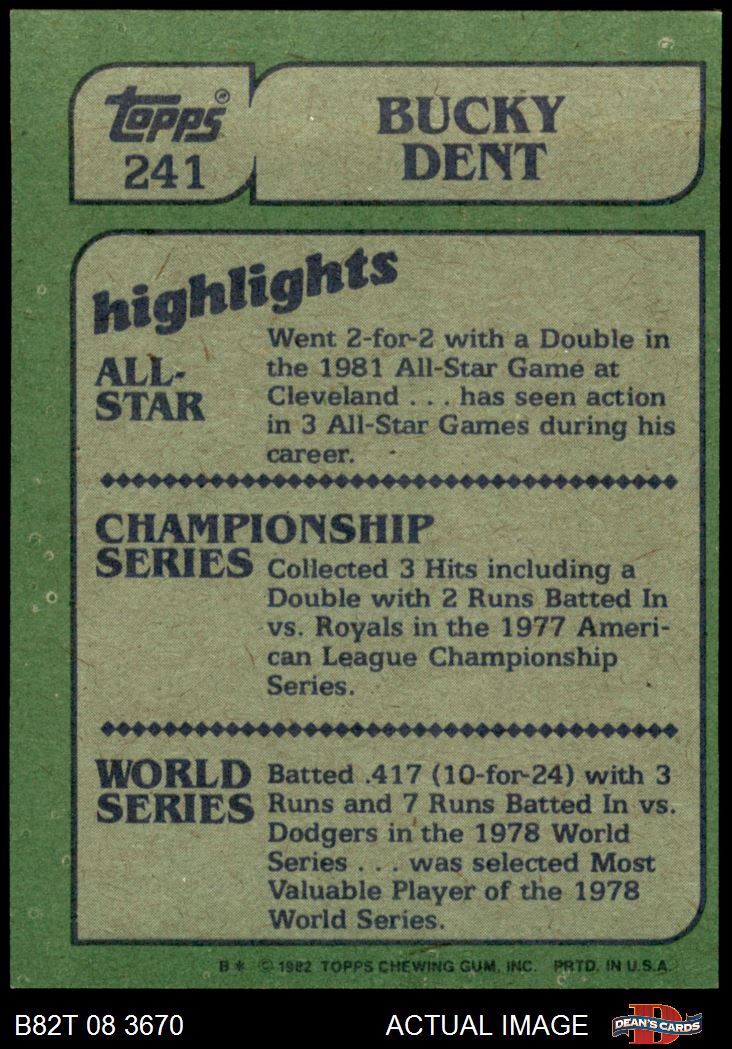 topps®
241
BUCKY
DENT
highlights
ALL-
STAR
Went 2-for-2 with a Double in
the 1981 All-Star Game at
Cleveland . . . has seen action
in 3 All-Star Games during his
career.
CHAMPIONSHIP
SERIES
Collected 3 Hits including a
Double with 2 Runs Batted In
vs. Royals in the 1977 Ameri-
can League Championship
Series.
WORLD
SERIES
Batted .417 (10-for-24) with 3
Runs and 7 Runs Batted In vs.
Dodgers in the 1978 World
Series . . . was selected Most
Valuable Player of the 1978
World Series.
B* © 1982 TOPPS CHEWING GUM, INC. PRTD. IN U.S.A.
B82T 08 3670
ACTUAL IMAGE
D
DEAN'S CARDS